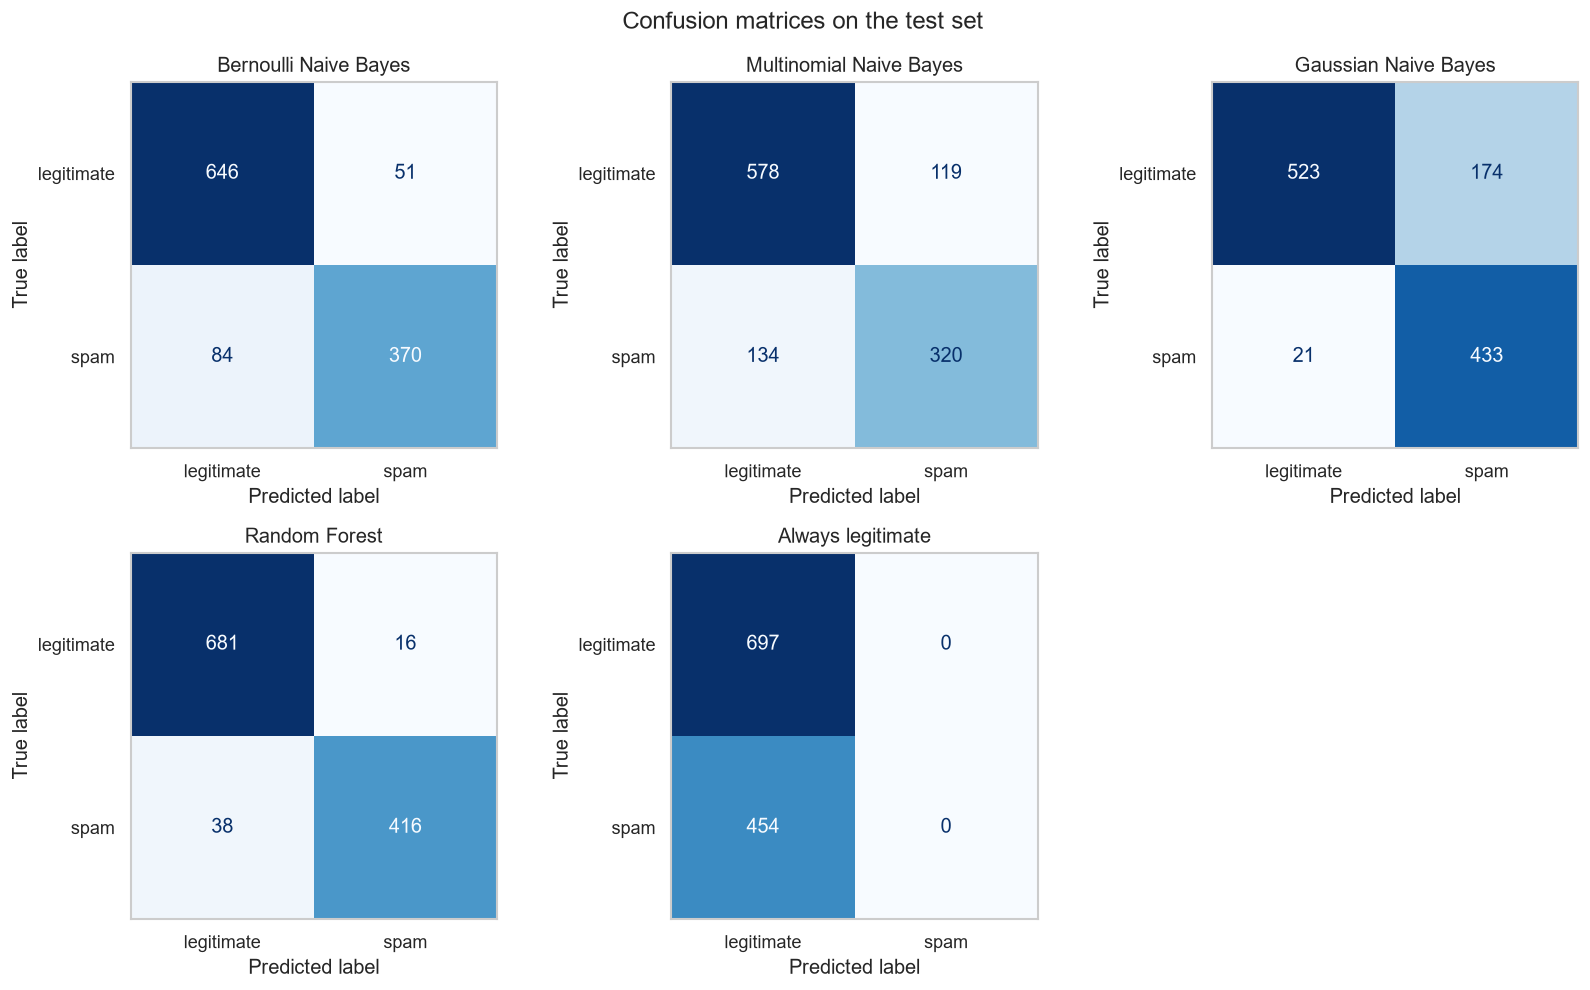 Confusion matrices on the test set
Bernoulli Naive Bayes
True label
legitimate 646 51
spam 84 370
legitimate spam
Predicted label
Multinomial Naive Bayes
True label
legitimate 578 119
spam 134 320
legitimate spam
Predicted label
Gaussian Naive Bayes
True label
legitimate 523 174
spam 21 433
legitimate spam
Predicted label
Random Forest
True label
legitimate 681 16
spam 38 416
legitimate spam
Predicted label
Always legitimate
True label
legitimate 697 0
spam 454 0
legitimate spam
Predicted label